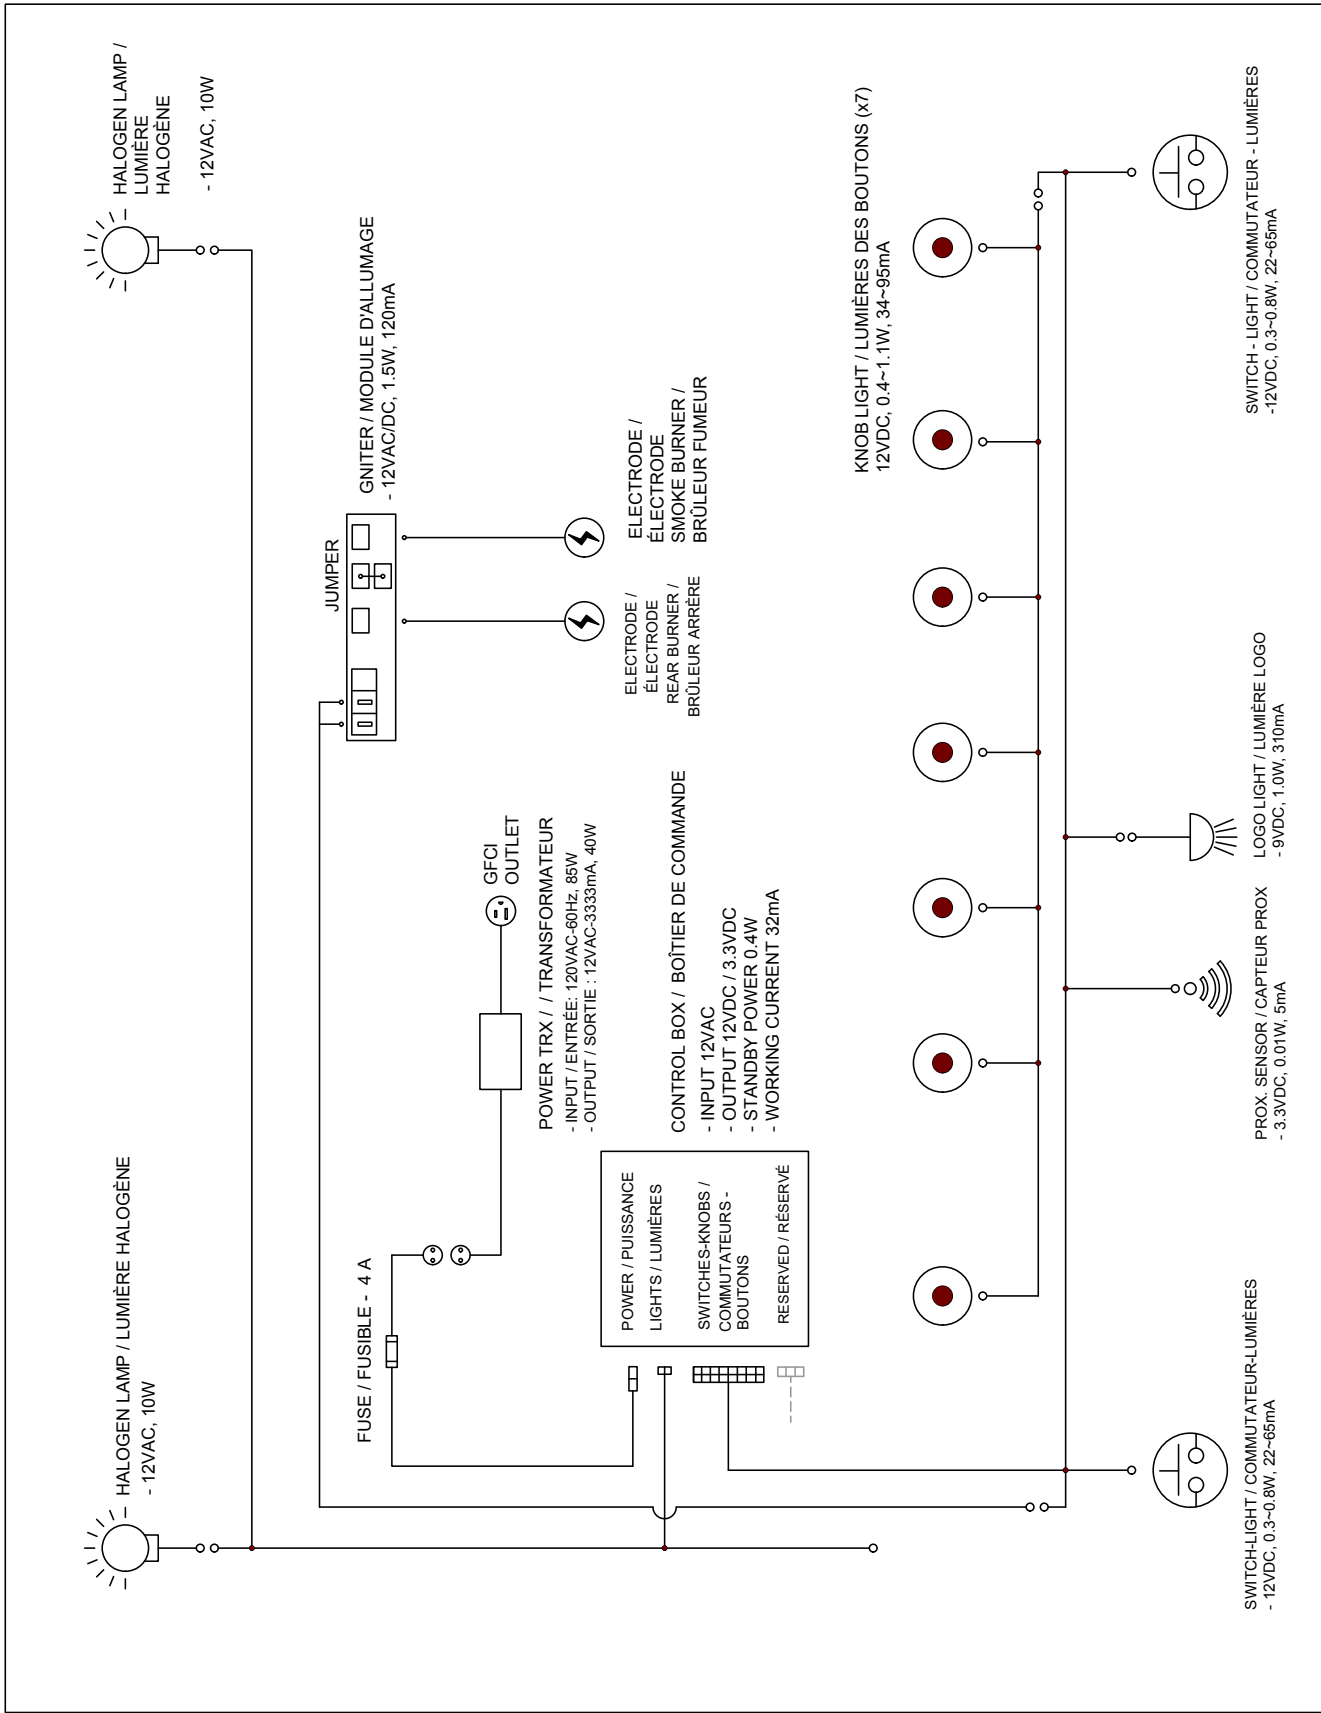 HALOGEN LAMP / LUMIÈRE HALOGÈNE
- 12VAC, 10W
HALOGEN LAMP /
LUMIÈRE
HALOGÈNE
- 12VAC, 10W
JUMPER
GNITER / MODULE D'ALLUMAGE
- 12VAC/DC, 1.5W, 120mA
FUSE / FUSIBLE - 4 A
GFCI
OUTLET
POWER TRX / / TRANSFORMATEUR
- INPUT / ENTRÉE: 120VAC-60Hz, 85W
- OUTPUT / SORTIE : 12VAC-3333mA, 40W
ELECTRODE /
ÉLECTRODE
REAR BURNER /
BRÛLEUR ARRÈRE
ELECTRODE /
ÉLECTRODE
SMOKE BURNER /
BRÛLEUR FUMEUR
POWER / PUISSANCE
LIGHTS / LUMIÈRES
SWITCHES-KNOBS /
COMMUTATEURS -
BOUTONS
RESERVED / RÉSERVÉ
CONTROL BOX / BOÎTIER DE COMMANDE
- INPUT 12VAC
- OUTPUT 12VDC / 3.3VDC
- STANDBY POWER 0.4W
- WORKING CURRENT 32mA
KNOB LIGHT / LUMIÈRES DES BOUTONS (x7)
12VDC, 0.4~1.1W, 34~95mA
SWITCH-LIGHT / COMMUTATEUR-LUMIÈRES
- 12VDC, 0.3~0.8W, 22~65mA
PROX. SENSOR / CAPTEUR PROX
- 3.3VDC, 0.01W, 5mA
LOGO LIGHT / LUMIÈRE LOGO
- 9VDC, 1.0W, 310mA
SWITCH - LIGHT / COMMUTATEUR - LUMIÈRES
-12VDC, 0.3~0.8W, 22~65mA